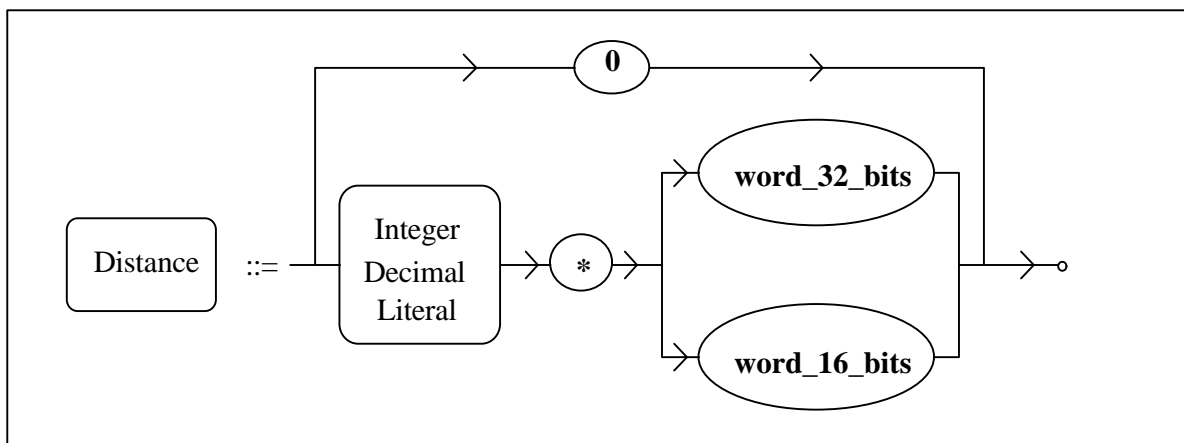 0
word_32_bits
Distance ::=
Integer
Decimal
Literal
*
word_16_bits